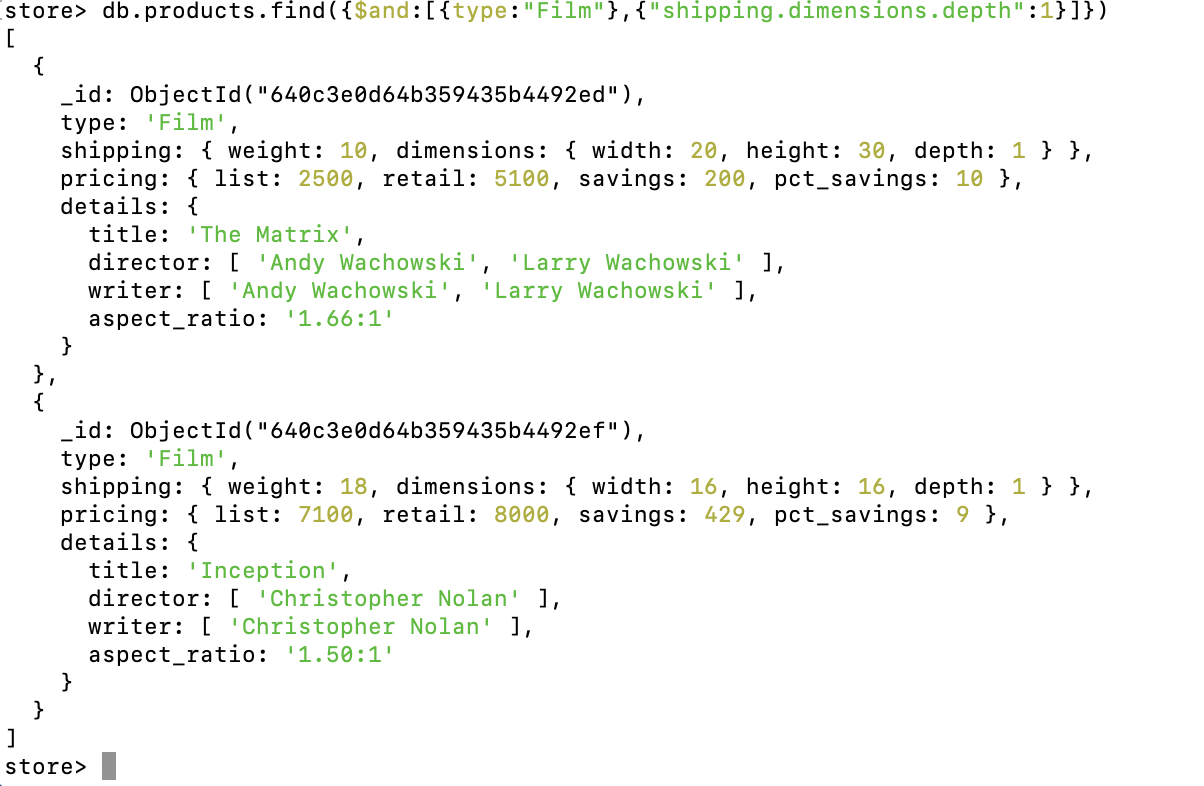 store> db.products.find({$and:[{type:"Film"},{"shipping.dimensions.depth":1}]})
[
  {
    _id: ObjectId("640c3e0d64b359435b4492ed"),
    type: 'Film',
    shipping: { weight: 10, dimensions: { width: 20, height: 30, depth: 1 } },
    pricing: { list: 2500, retail: 5100, savings: 200, pct_savings: 10 },
    details: {
      title: 'The Matrix',
      director: [ 'Andy Wachowski', 'Larry Wachowski' ],
      writer: [ 'Andy Wachowski', 'Larry Wachowski' ],
      aspect_ratio: '1.66:1'
    }
  },
  {
    _id: ObjectId("640c3e0d64b359435b4492ef"),
    type: 'Film',
    shipping: { weight: 18, dimensions: { width: 16, height: 16, depth: 1 } },
    pricing: { list: 7100, retail: 8000, savings: 429, pct_savings: 9 },
    details: {
      title: 'Inception',
      director: [ 'Christopher Nolan' ],
      writer: [ 'Christopher Nolan' ],
      aspect_ratio: '1.50:1'
    }
  }
]
store>